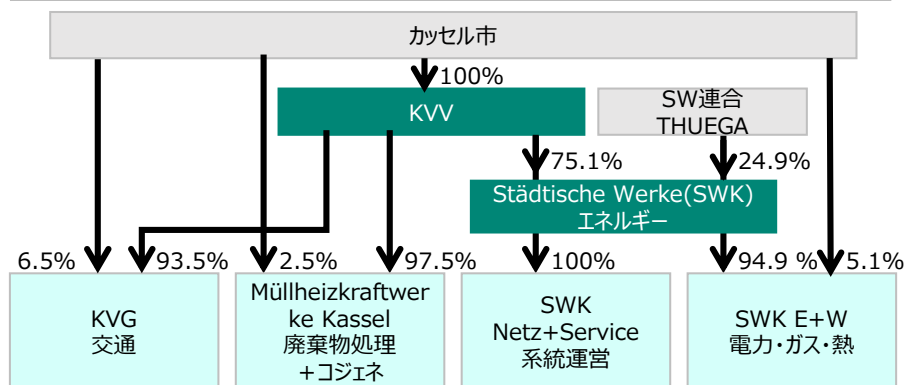 カッセル市
100%
KVV
SW連合
THUEGA
75.1%
24.9%
Städtische Werke(SWK)
エネルギー
6.5%
93.5%
2.5%
97.5%
100%
94.9 %
5.1%
KVG
交通
Müllheizkraftwer
ke Kassel
廃棄物処理
+コジェネ
SWK
Netz+Service
系統運営
SWK E+W
電力・ガス・熱